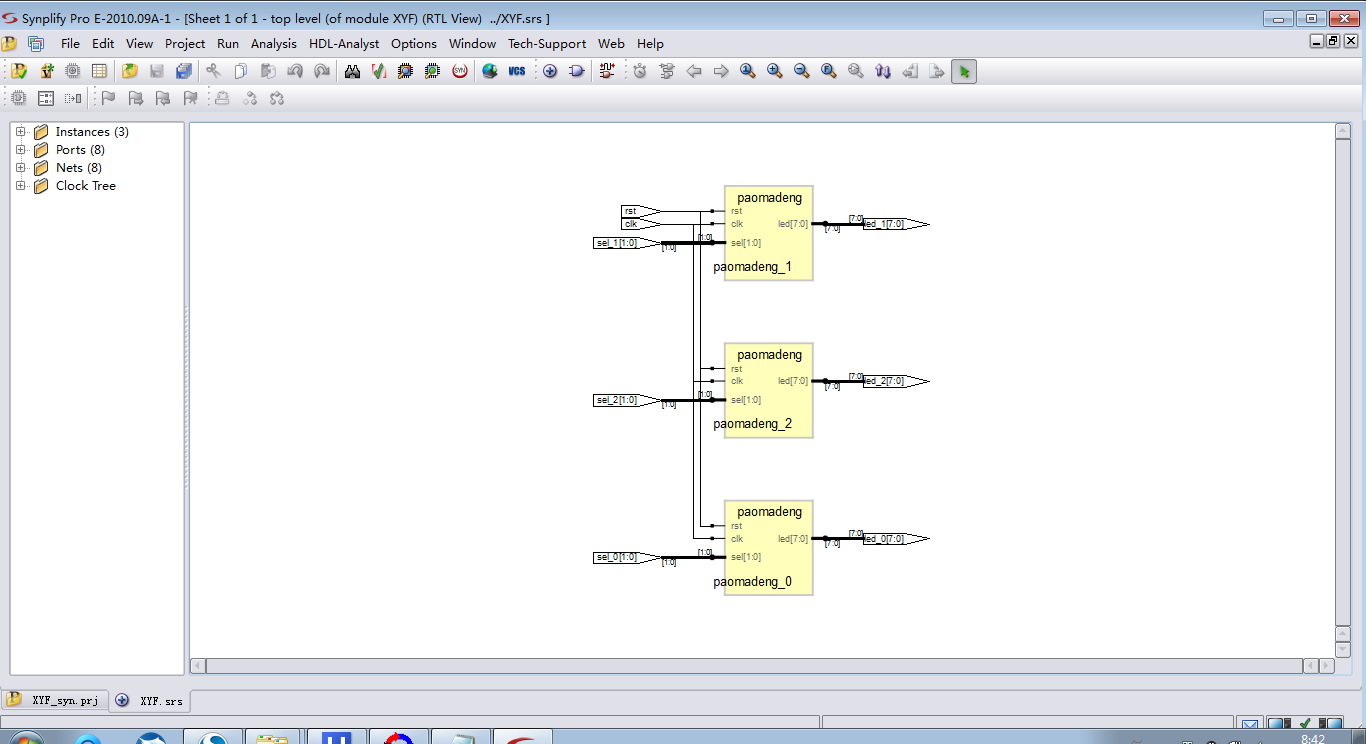 Synplify Pro E-2010.09A-1 - [Sheet 1 of 1 - top level (of module XYF) (RTL View) ../XYF.srs ]
File Edit View Project Run Analysis HDL-Analyst Options Window Tech-Support Web Help
SYN VCS
Instances (3)
Ports (8)
Nets (8)
Clock Tree
paomadeng
rst rst
clk clk led[7:0] [7:0] [7:0] led_1[7:0]
sel_1[1:0] [1:0] [1:0] sel[1:0]
paomadeng_1
paomadeng
rst
clk led[7:0] [7:0] [7:0] led_2[7:0]
sel_2[1:0] [1:0] [1:0] sel[1:0]
paomadeng_2
paomadeng
rst
clk led[7:0] [7:0] [7:0] led_0[7:0]
sel_0[1:0] [1:0] [1:0] sel[1:0]
paomadeng_0
XYF_syn.prj XYF.srs
8:42